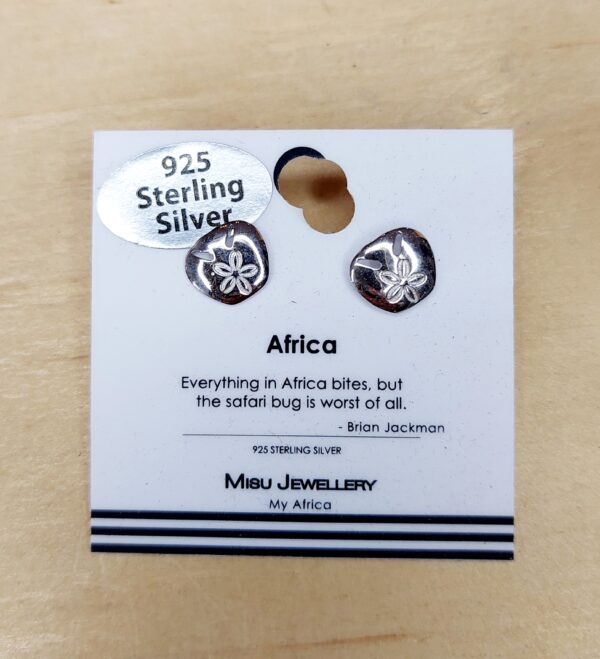 925
Sterling
Silver
Africa
Everything in Africa bites, but
the safari bug is worst of all.
- Brian Jackman
925 STERLING SILVER
MISU JEWELLERY
My Africa